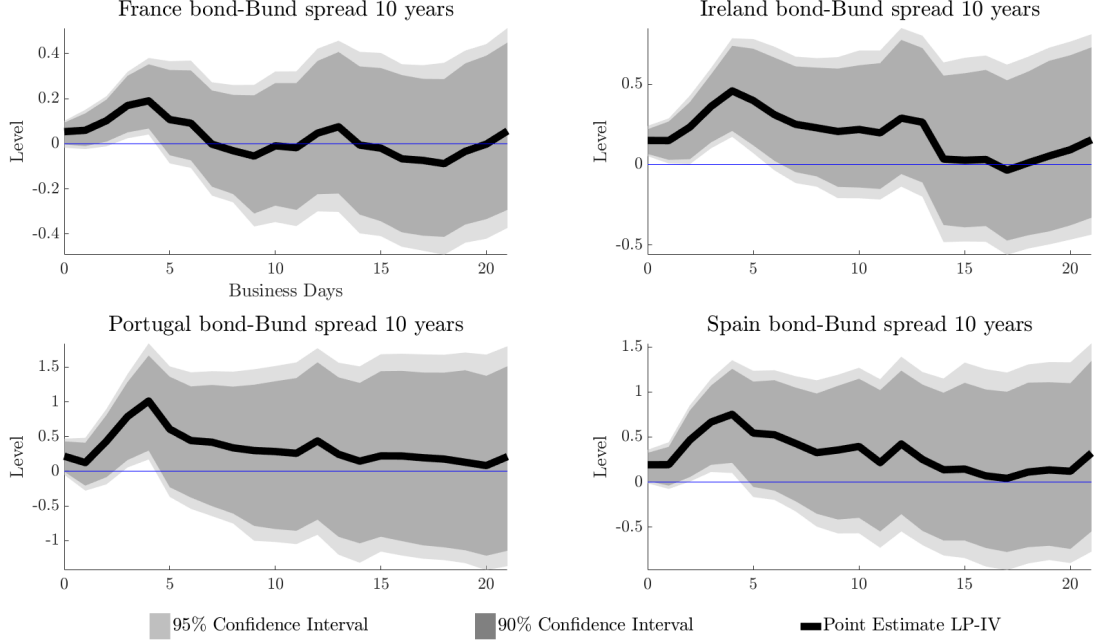 France bond-Bund spread 10 years
Level
0.4
0.2
0
-0.2
-0.4
0 5 10 15 20
Business Days
Ireland bond-Bund spread 10 years
Level
0.5
0
-0.5
0 5 10 15 20
Portugal bond-Bund spread 10 years
Level
1.5
1
0.5
0
-0.5
-1
0 5 10 15 20
Spain bond-Bund spread 10 years
Level
1.5
1
0.5
0
-0.5
0 5 10 15 20
95% Confidence Interval
90% Confidence Interval
Point Estimate LP-IV